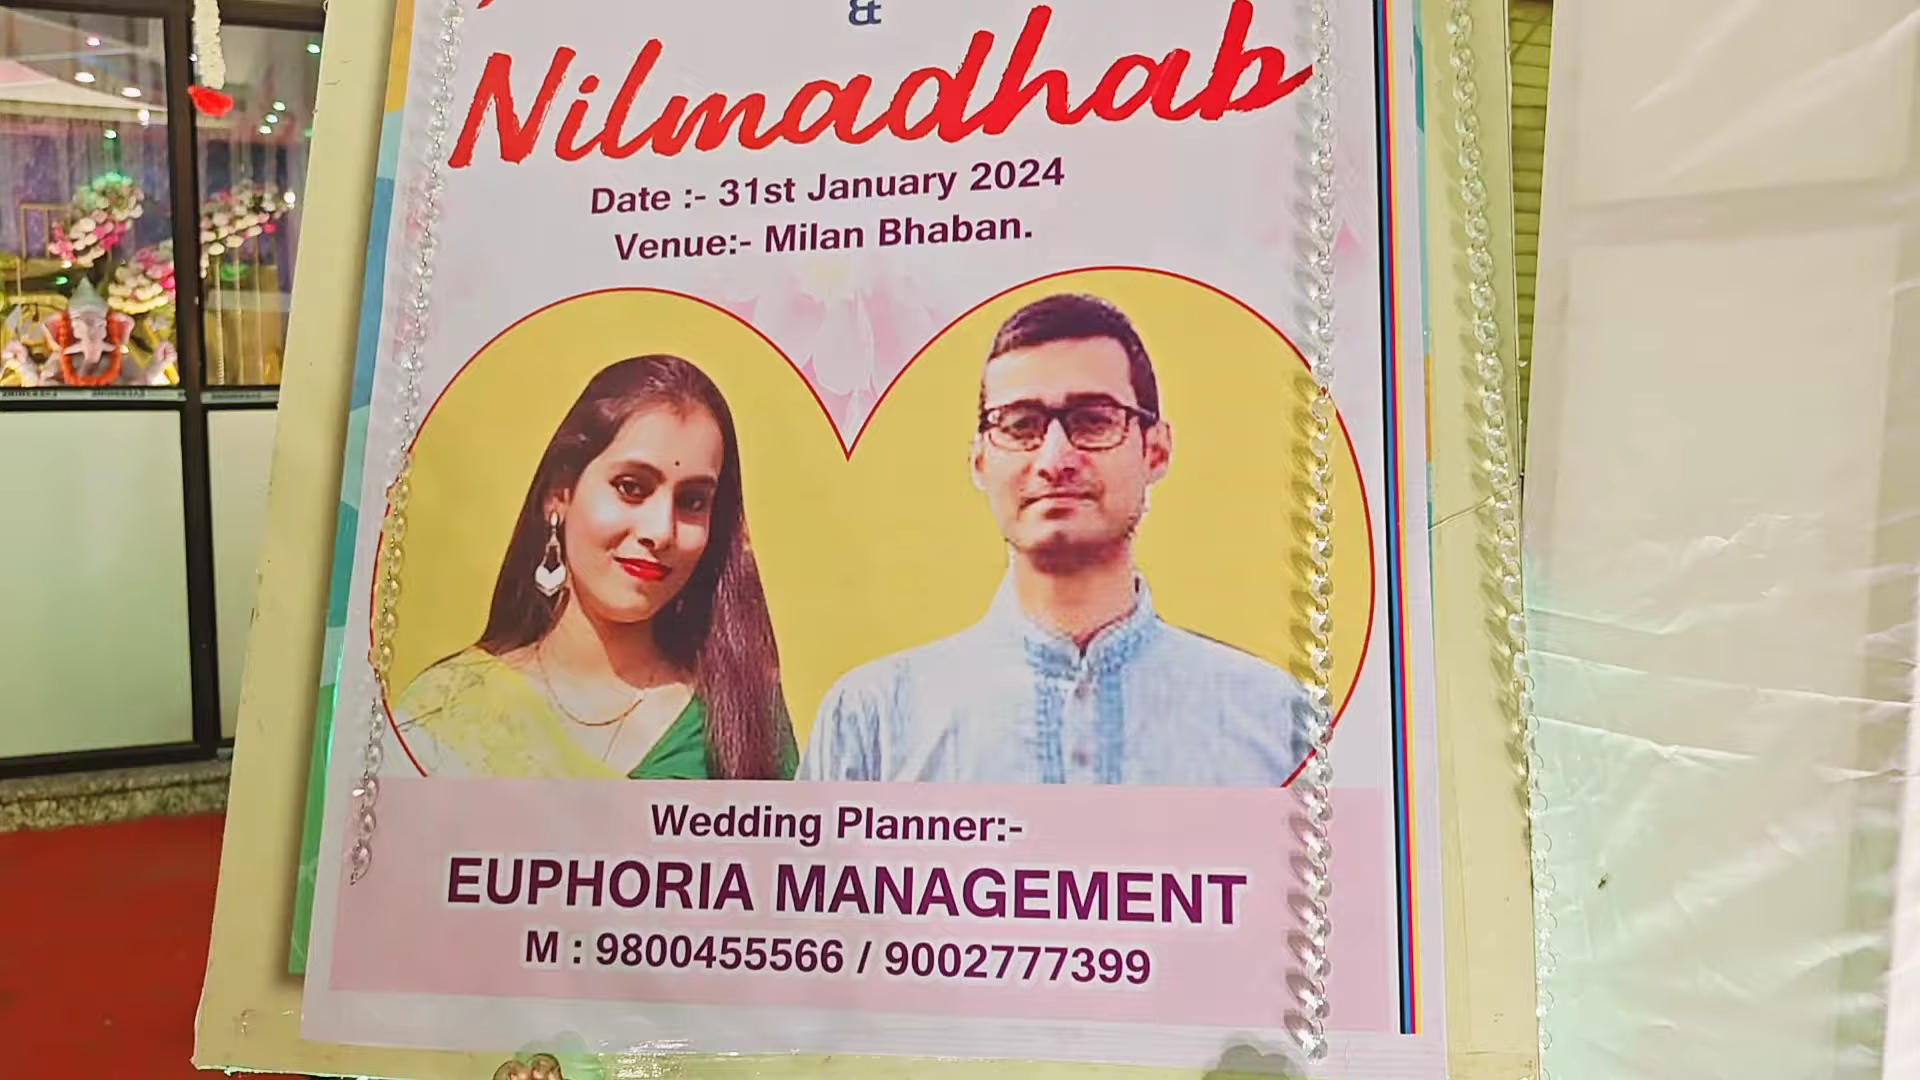 &
Nilmadhab
Date :- 31st January 2024
Venue:- Milan Bhaban.
Wedding Planner:-
EUPHORIA MANAGEMENT
M : 9800455566 / 9002777399